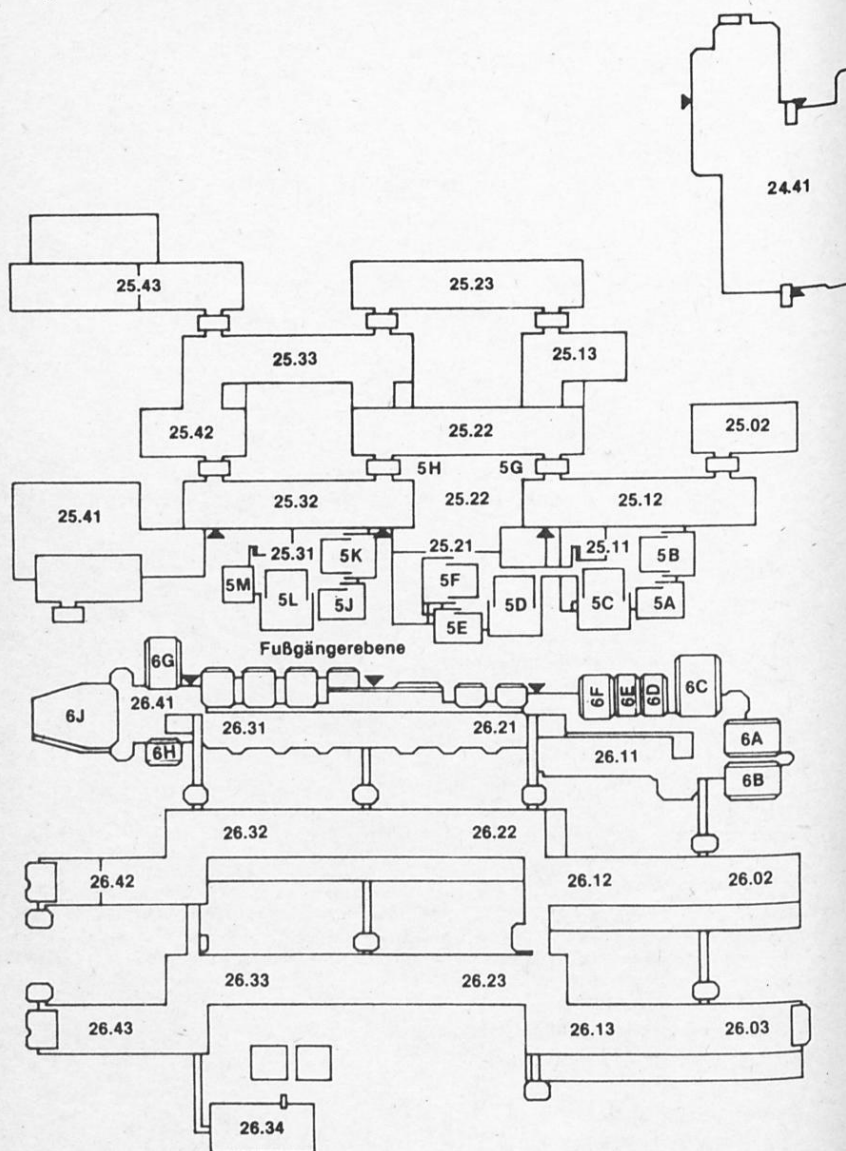 24.41
25.43
25.23
25.33
25.13
25.42
25.22
25.02
5H
5G
25.41
25.32
25.22
25.12
25.31
5K
25.21
25.11
5B
5M
5L
5J
5F
5D
5E
5C
5A
Fußgängerebene
6G
6J
26.41
6H
26.31
26.21
6F
6E
6D
6C
6A
6B
26.11
26.32
26.22
26.42
26.12
26.02
26.33
26.23
26.43
26.13
26.03
26.34